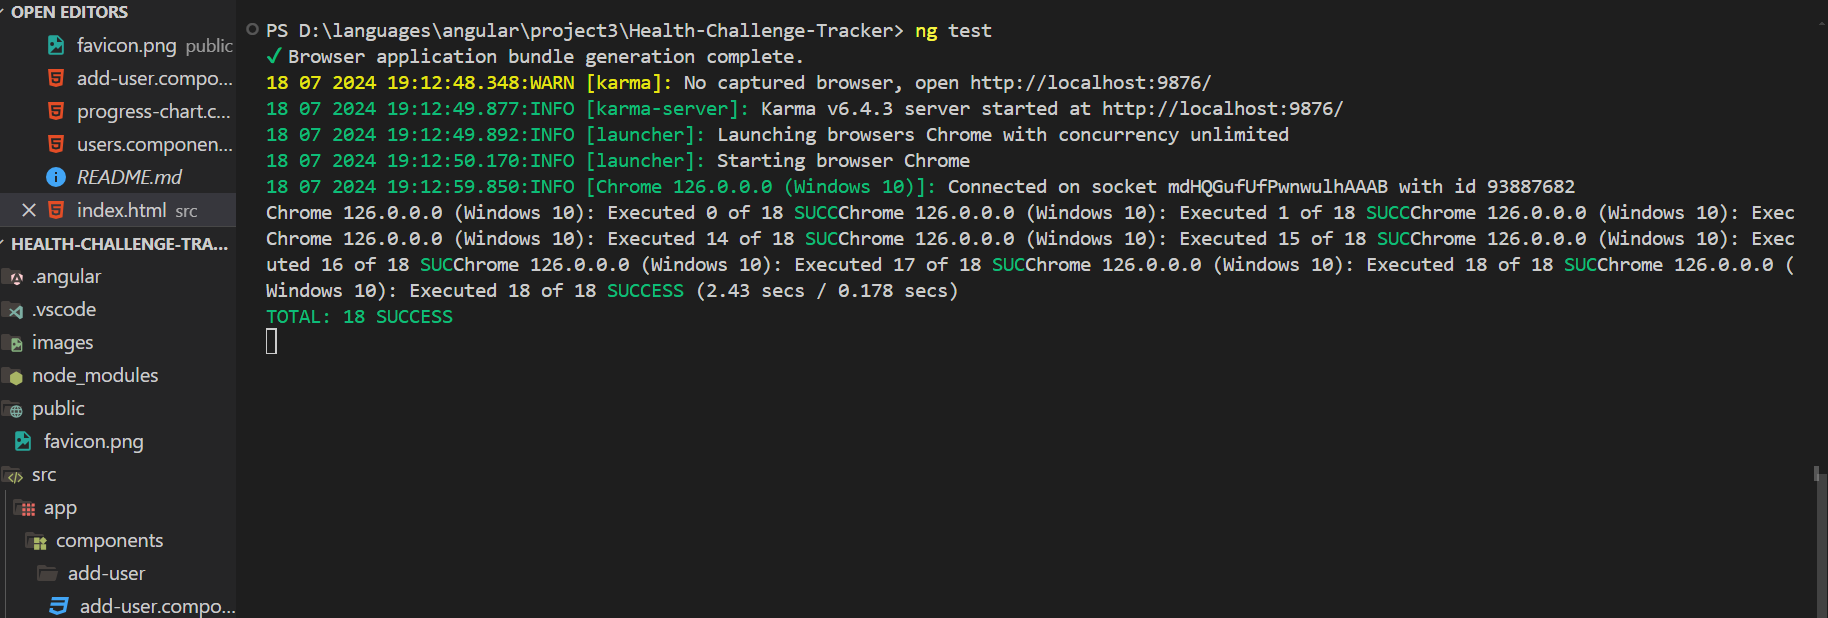 OPEN EDITORS
favicon.png public
add-user.compo...
progress-chart.c...
users.componen...
README.md
index.html src
HEALTH-CHALLENGE-TRA...
.angular
.vscode
images
node_modules
public
favicon.png
src
app
components
add-user
add-user.compo...
PS D:\languages\angular\project3\Health-Challenge-Tracker> ng test
✓ Browser application bundle generation complete.
18 07 2024 19:12:48.348:WARN [karma]: No captured browser, open http://localhost:9876/
18 07 2024 19:12:49.877:INFO [karma-server]: Karma v6.4.3 server started at http://localhost:9876/
18 07 2024 19:12:49.892:INFO [launcher]: Launching browsers Chrome with concurrency unlimited
18 07 2024 19:12:50.170:INFO [launcher]: Starting browser Chrome
18 07 2024 19:12:59.850:INFO [Chrome 126.0.0.0 (Windows 10)]: Connected on socket mdHQGufUfPwnwulhAAAB with id 93887682
Chrome 126.0.0.0 (Windows 10): Executed 0 of 18 SUCCChrome 126.0.0.0 (Windows 10): Executed 1 of 18 SUCCChrome 126.0.0.0 (Windows 10): Exec
Chrome 126.0.0.0 (Windows 10): Executed 14 of 18 SUCChrome 126.0.0.0 (Windows 10): Executed 15 of 18 SUCChrome 126.0.0.0 (Windows 10): Exec
uted 16 of 18 SUCChrome 126.0.0.0 (Windows 10): Executed 17 of 18 SUCChrome 126.0.0.0 (Windows 10): Executed 18 of 18 SUCChrome 126.0.0.0 (
Windows 10): Executed 18 of 18 SUCCESS (2.43 secs / 0.178 secs)
TOTAL: 18 SUCCESS